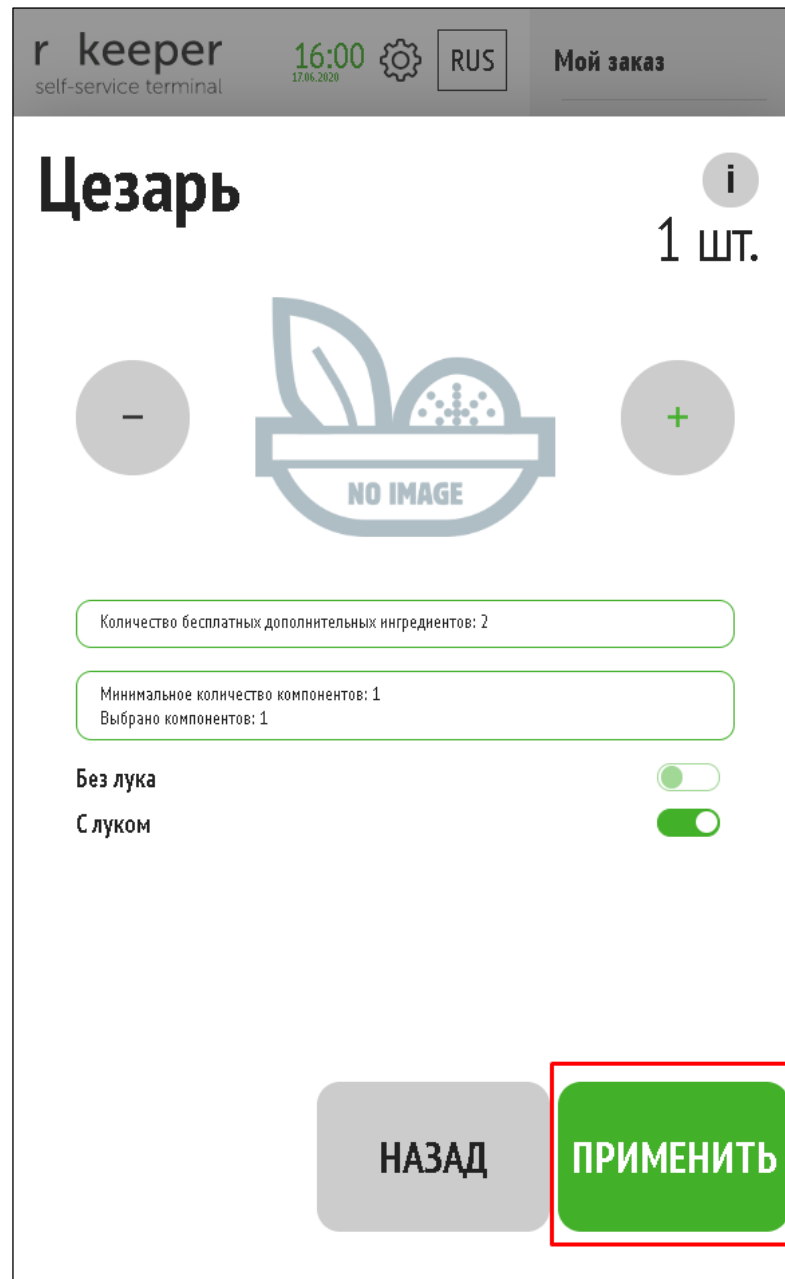 r keeper
self-service terminal
16:00
17.06.2020
RUS
Мой заказ
Цезарь
i
1 шт.
–
+
NO IMAGE
Количество бесплатных дополнительных ингредиентов: 2
Минимальное количество компонентов: 1
Выбрано компонентов: 1
Без лука
С луком
НАЗАД
ПРИМЕНИТЬ